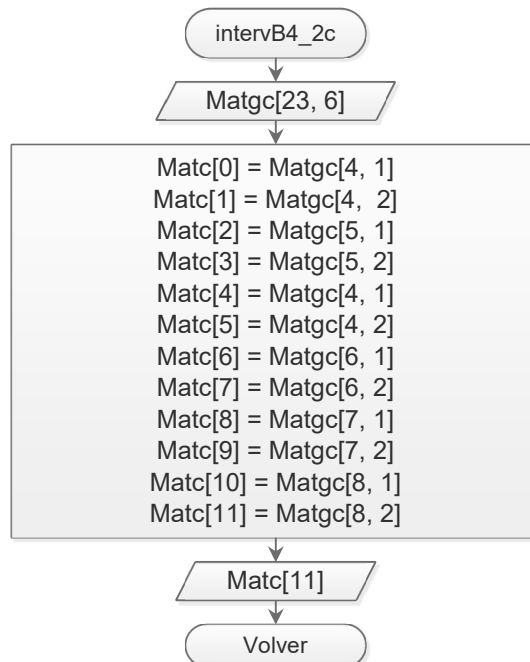 intervB4_2c
Matgc[23, 6]
Matc[0] = Matgc[4, 1]
Matc[1] = Matgc[4,  2]
Matc[2] = Matgc[5, 1]
Matc[3] = Matgc[5, 2]
Matc[4] = Matgc[4, 1]
Matc[5] = Matgc[4, 2]
Matc[6] = Matgc[6, 1]
Matc[7] = Matgc[6, 2]
Matc[8] = Matgc[7, 1]
Matc[9] = Matgc[7, 2]
Matc[10] = Matgc[8, 1]
Matc[11] = Matgc[8, 2]
Matc[11]
Volver